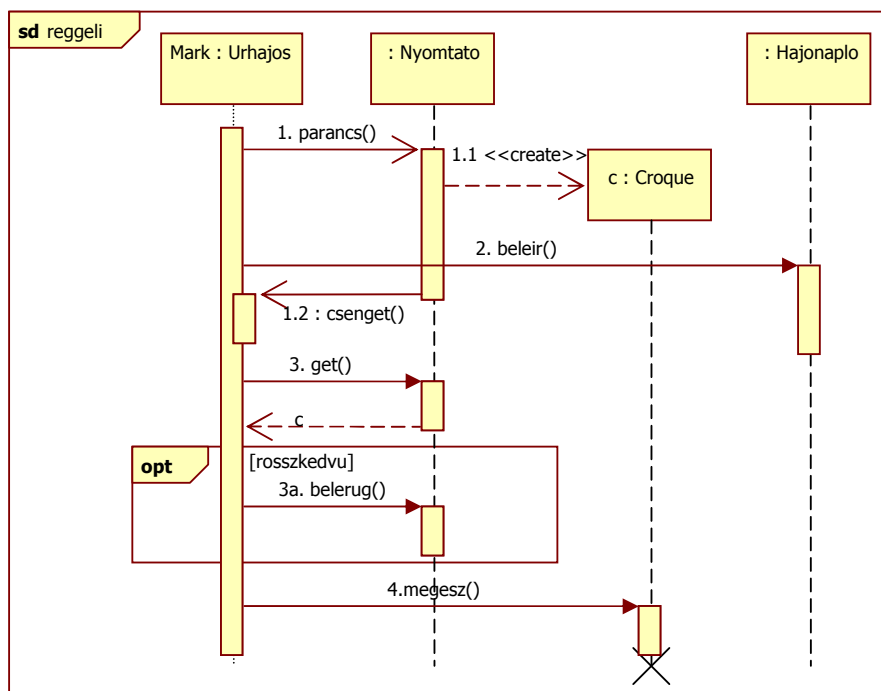 sd reggeli
Mark : Urhajos
: Nyomtato
: Hajonaplo
1. parancs()
1.1 <<create>>
c : Croque
2. beleir()
1.2 : csenget()
3. get()
c
opt
[rosszkedvu]
3a. belerug()
4.megesz()